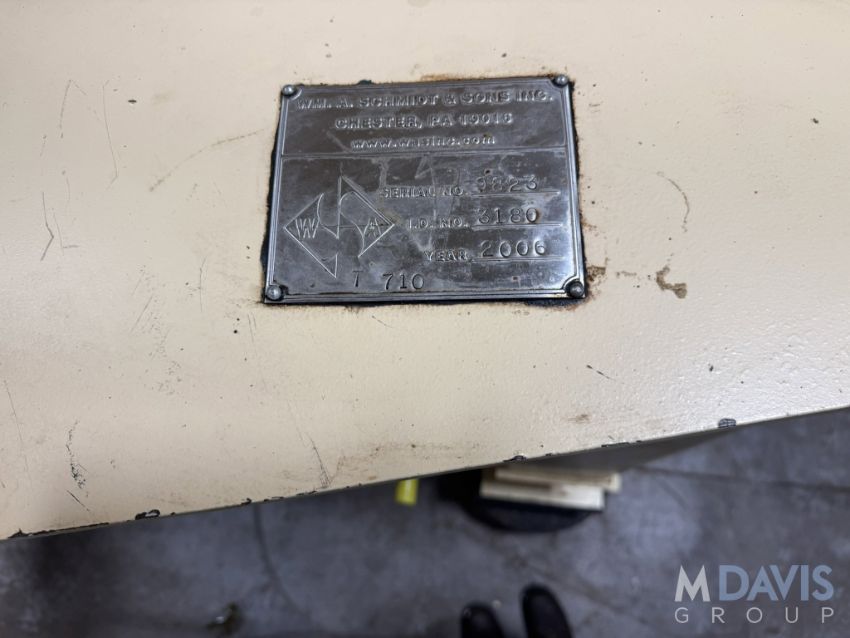 WM. A. SCHMIDT & SONS INC.
CHESTER, PA 19016
www.wasinc.com
SERIAL NO. 9823
I.D. NO. 3180
YEAR 2006
W A
T 710
M DAVIS
GROUP